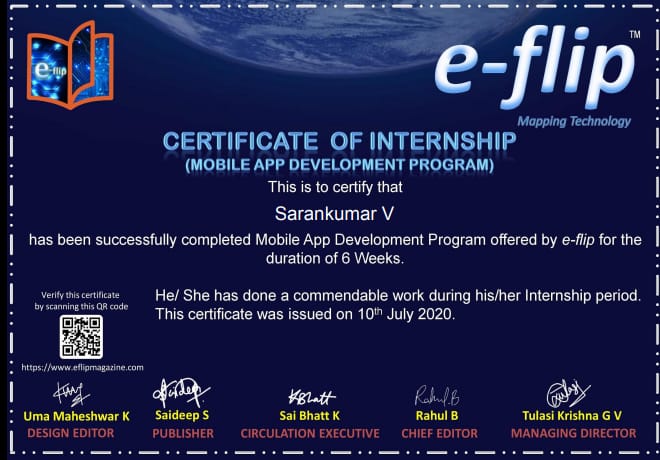 e-flip
e-flip™
Mapping Technology
CERTIFICATE OF INTERNSHIP
(MOBILE APP DEVELOPMENT PROGRAM)
This is to certify that
Sarankumar V
has been successfully completed Mobile App Development Program offered by e-flip for the
duration of 6 Weeks.
Verify this certificate
by scanning this QR code
https://www.eflipmagazine.com
He/ She has done a commendable work during his/her Internship period.
This certificate was issued on 10th July 2020.
Rahul.B
Uma Maheshwar K
DESIGN EDITOR
Saideep S
PUBLISHER
Sai Bhatt K
CIRCULATION EXECUTIVE
Rahul B
CHIEF EDITOR
Tulasi Krishna G V
MANAGING DIRECTOR